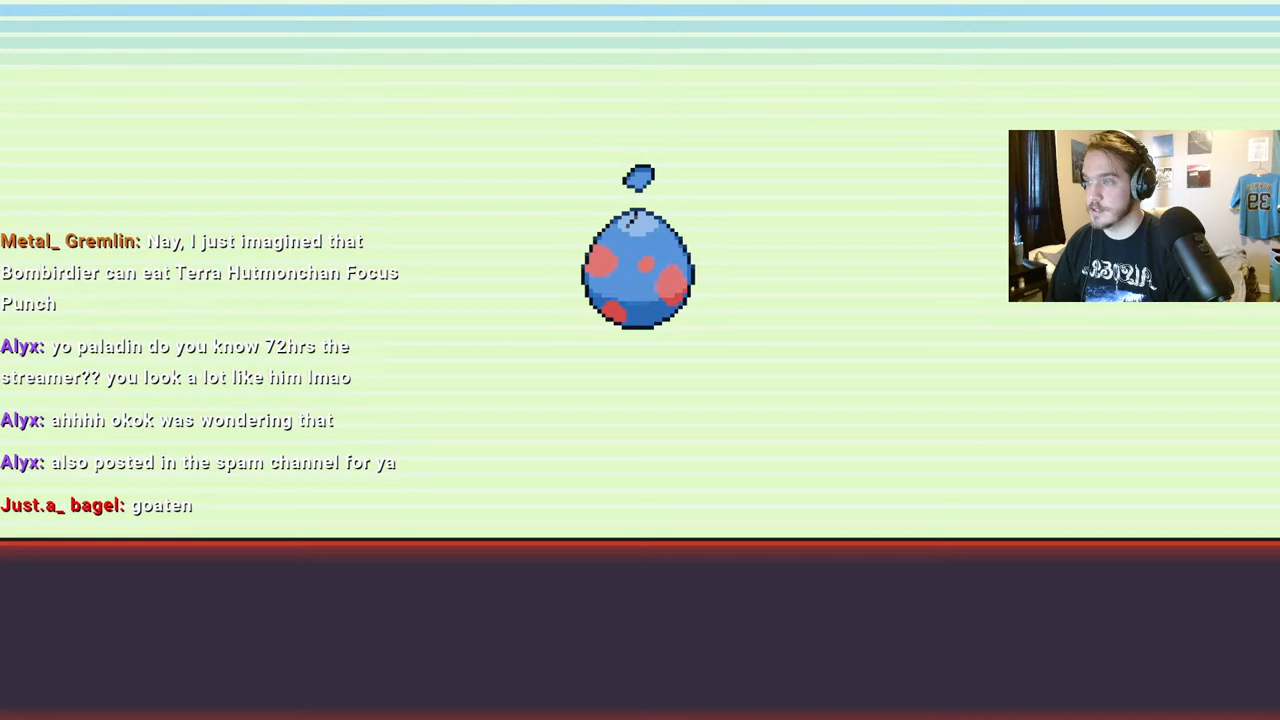 Metal_ Gremlin: Nay, I just imagined that
Bombirdier can eat Terra Hutmonchan Focus
Punch
Alyx: yo paladin do you know 72hrs the
streamer?? you look a lot like him lmao
Alyx: ahhhh okok was wondering that
Alyx: also posted in the spam channel for ya
Just.a_ bagel: goaten